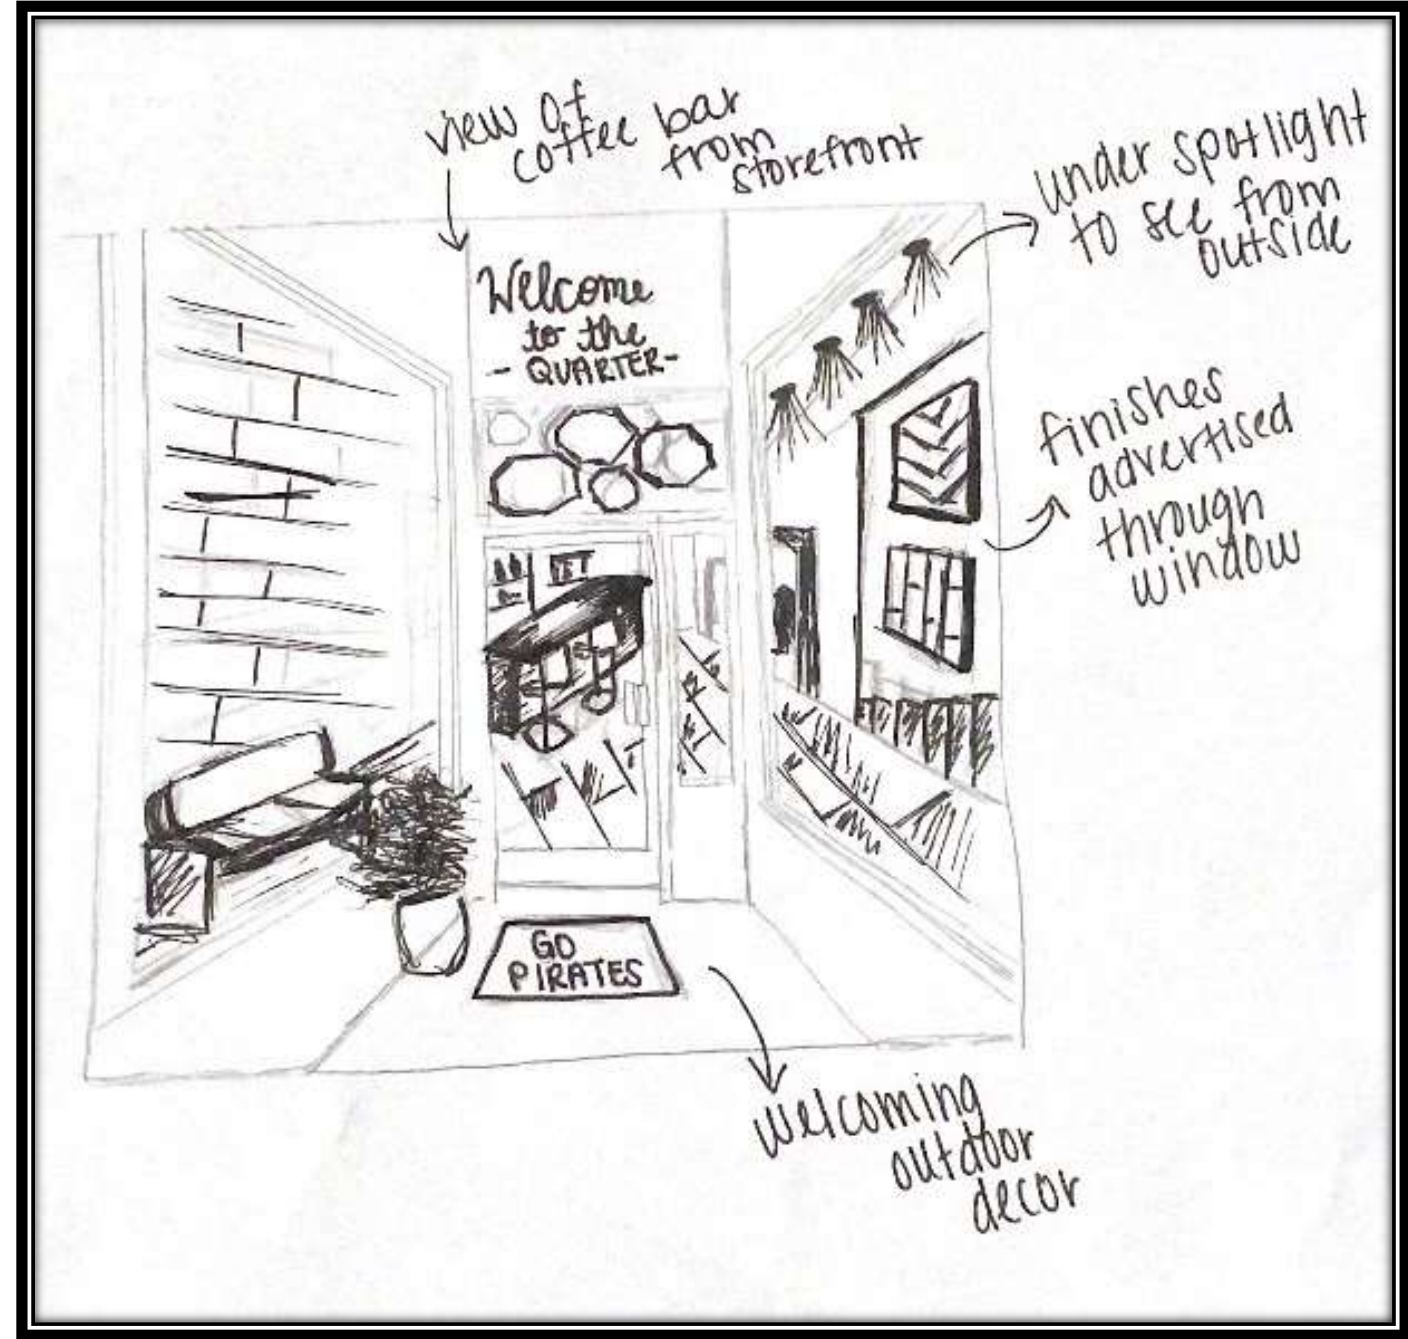 view of
coffee bar
from
storefront
under spotlight
to see from
outside
Welcome
to the
- QUARTER -
finishes
advertised
through
window
GO
PIRATES
welcoming
outdoor
decor